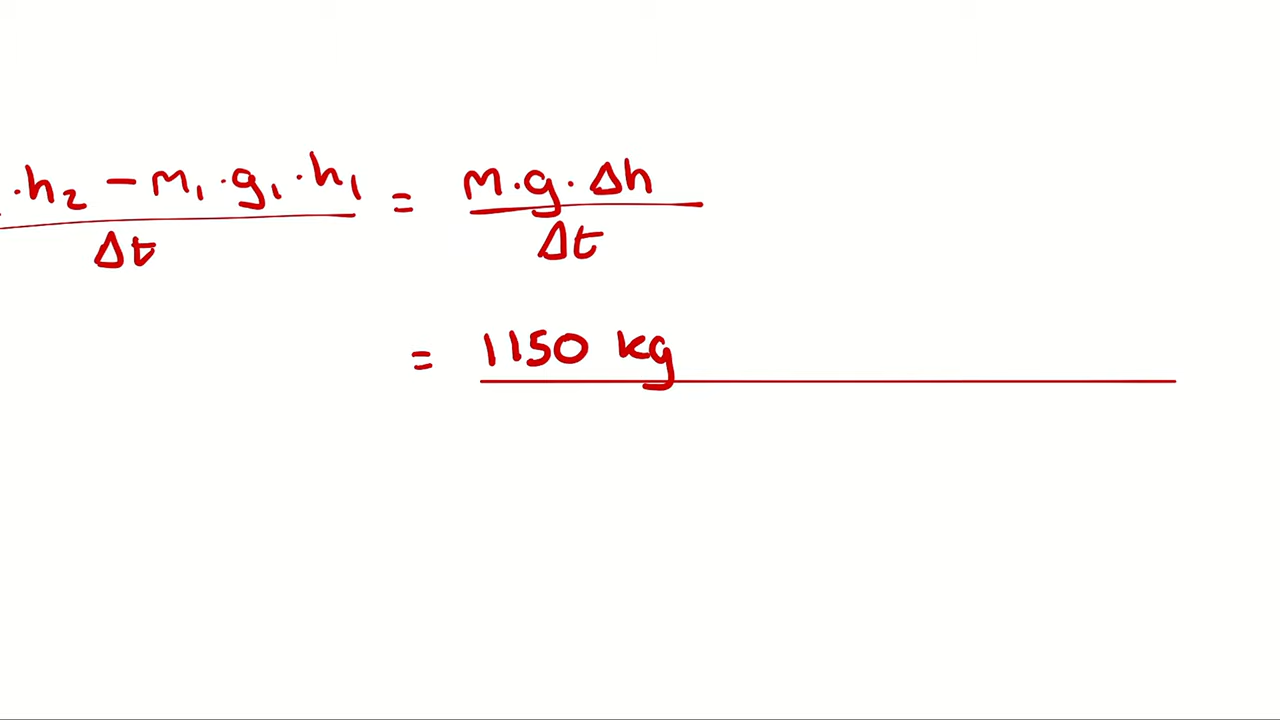 · h₂ − m₁ · g₁ · h₁ = m · g · Δh
Δt Δt
= 1150 kg